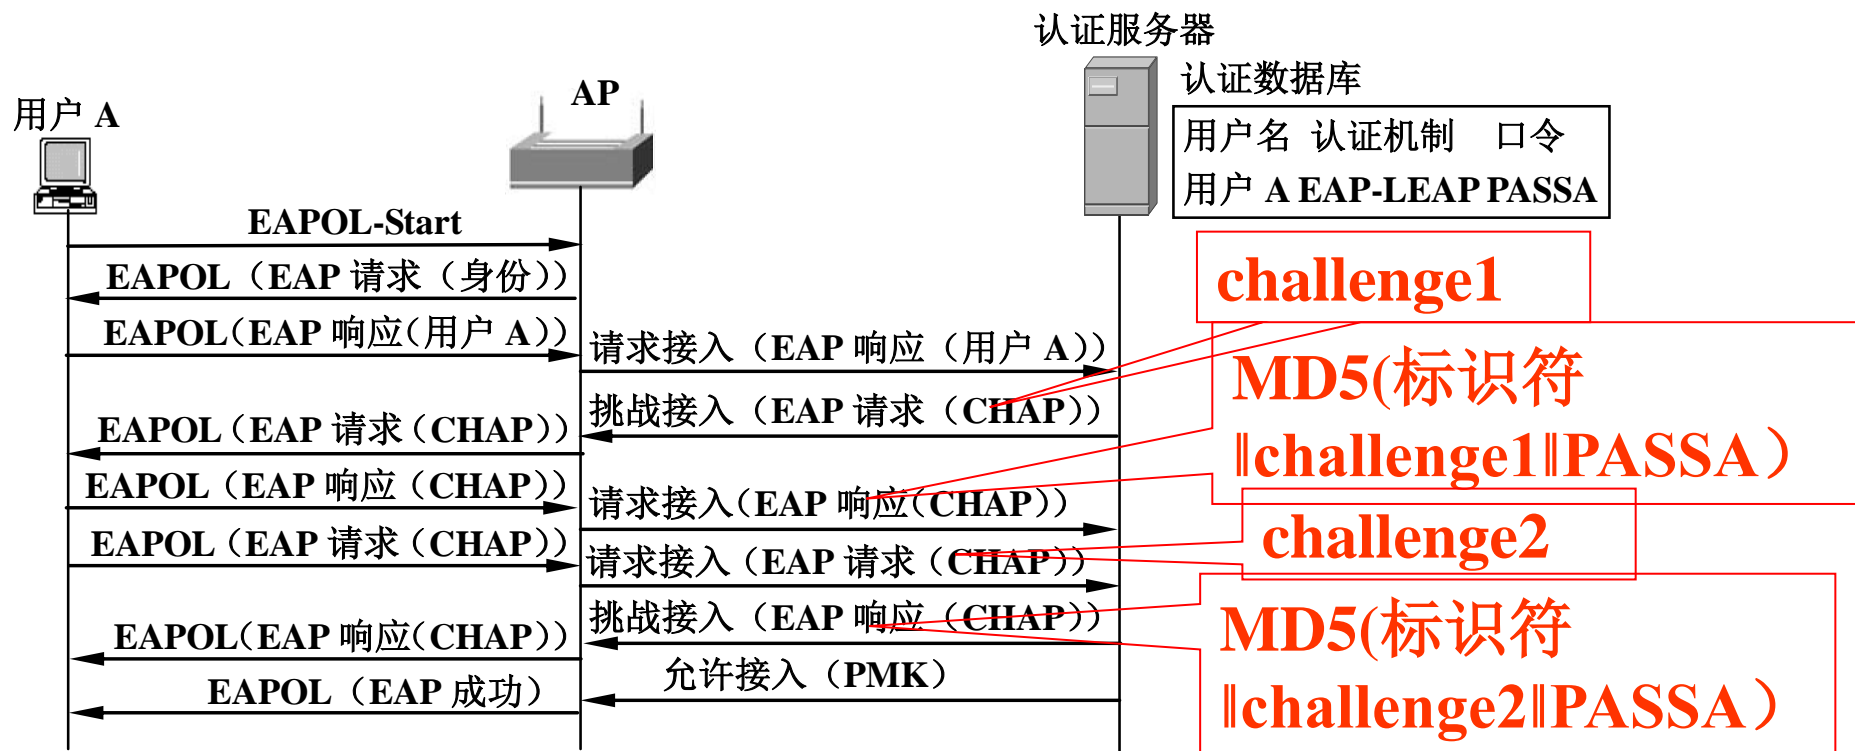 认证服务器
认证数据库
用户名 认证机制 口令
用户 A EAP-LEAP PASSA
用户 A
AP
EAPOL-Start
EAPOL（EAP 请求（身份））
challenge1
EAPOL（EAP 响应（用户 A））
请求接入（EAP 响应（用户 A））
MD5(标识符
‖challenge1‖PASSA）
挑战接入（EAP 请求（CHAP））
EAPOL（EAP 请求（CHAP））
EAPOL（EAP 响应（CHAP））
请求接入（EAP 响应（CHAP））
EAPOL（EAP 请求（CHAP））
请求接入（EAP 请求（CHAP））
challenge2
挑战接入（EAP 响应（CHAP））
EAPOL（EAP 响应（CHAP））
MD5(标识符
‖challenge2‖PASSA）
允许接入（PMK）
EAPOL（EAP 成功）